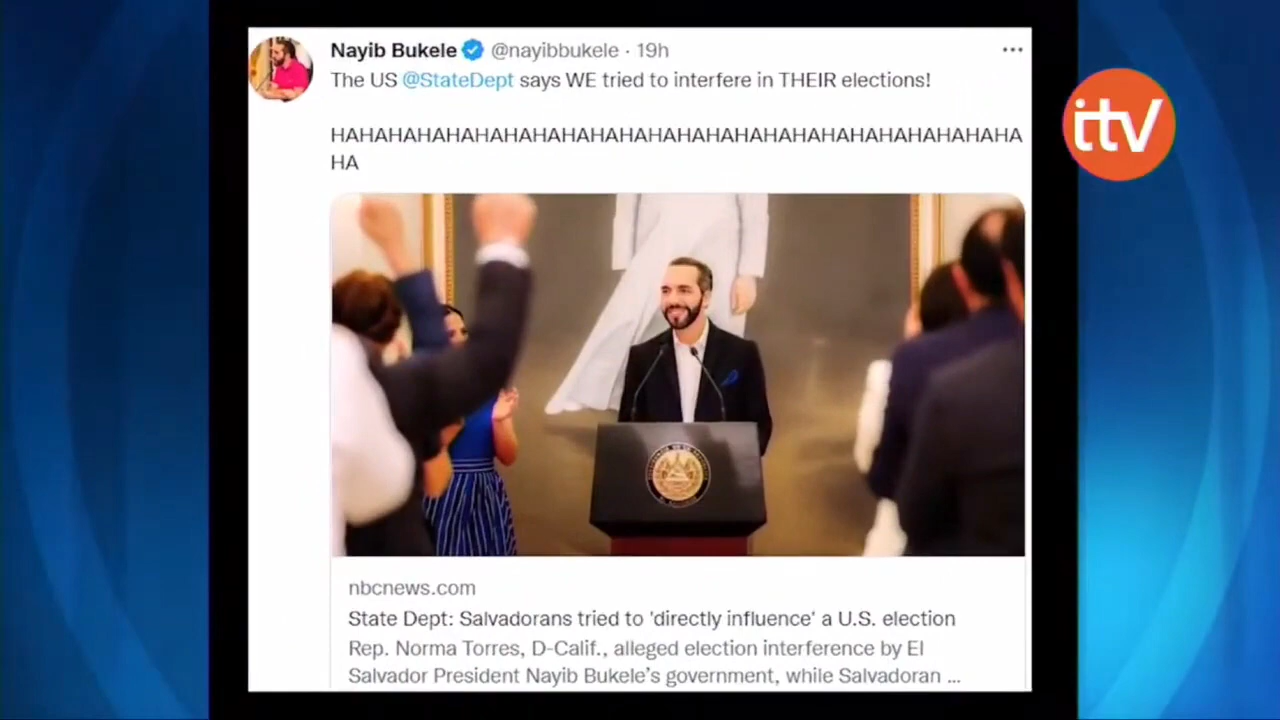 Nayib Bukele @nayibbukele · 19h
The US @StateDept says WE tried to interfere in THEIR elections!
HAHAHAHAHAHAHAHAHAHAHAHAHAHAHAHAHAHAHAHAHAHAHAHA
HA
itv
nbcnews.com
State Dept: Salvadorans tried to 'directly influence' a U.S. election
Rep. Norma Torres, D-Calif., alleged election interference by El
Salvador President Nayib Bukele's government, while Salvadoran ...